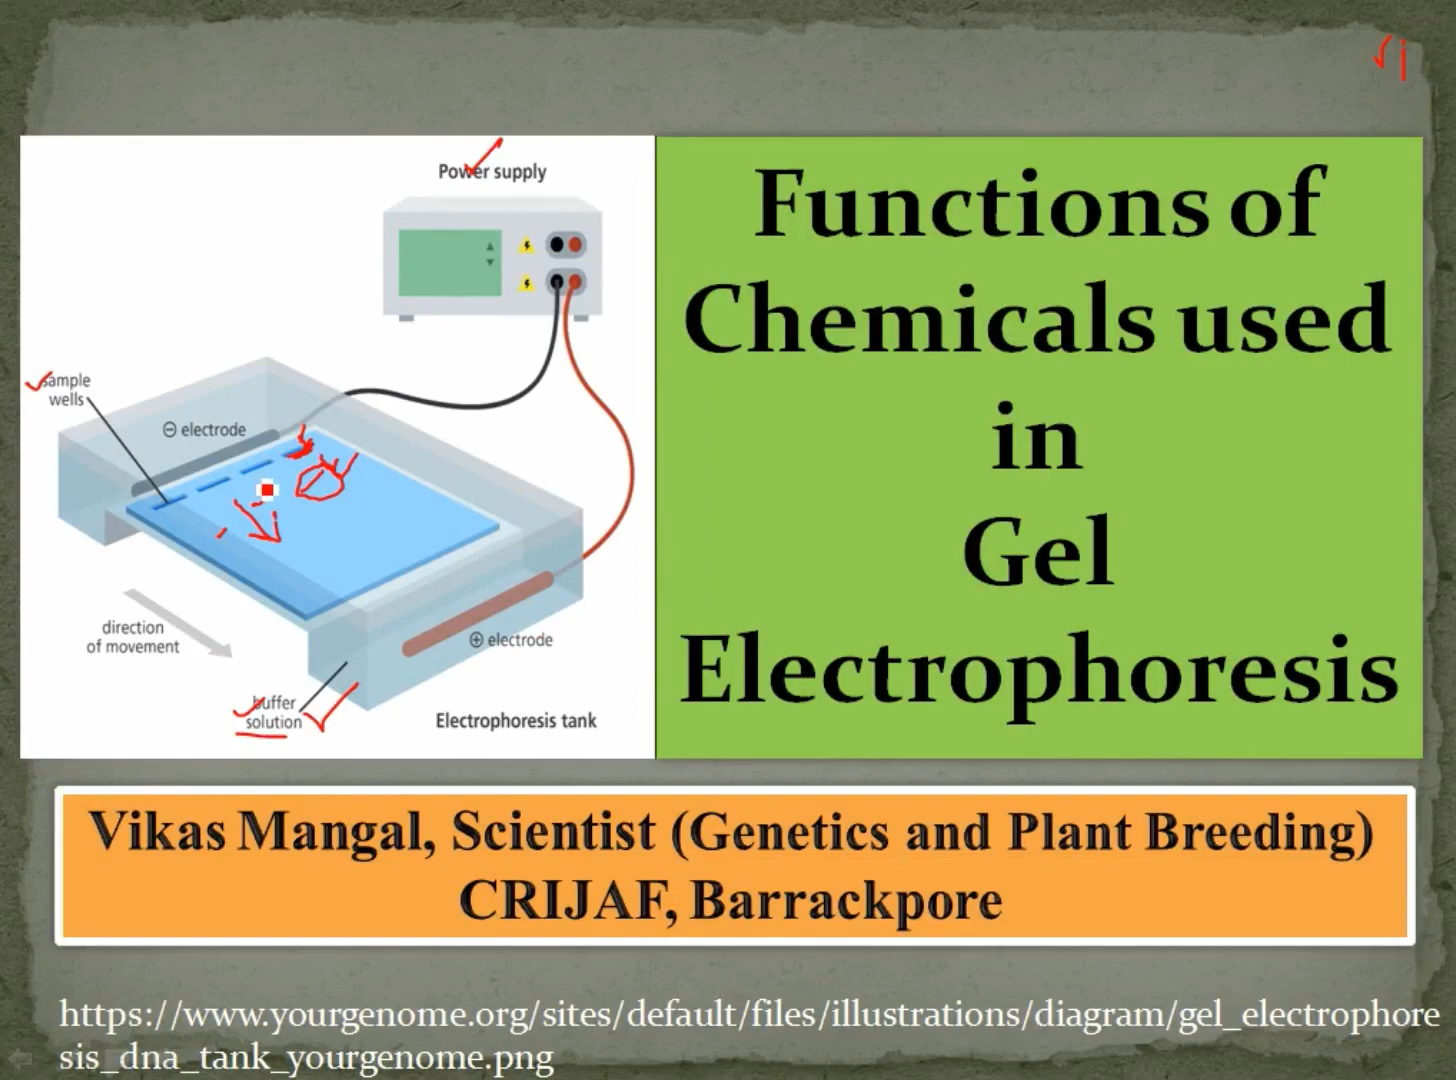 Power supply
sample
wells
⊖ electrode
direction
of movement
buffer
solution
⊕ electrode
Electrophoresis tank
Functions of
Chemicals used
in
Gel
Electrophoresis
Vikas Mangal, Scientist (Genetics and Plant Breeding)
CRIJAF, Barrackpore
https://www.yourgenome.org/sites/default/files/illustrations/diagram/gel_electrophore
sis_dna_tank_yourgenome.png